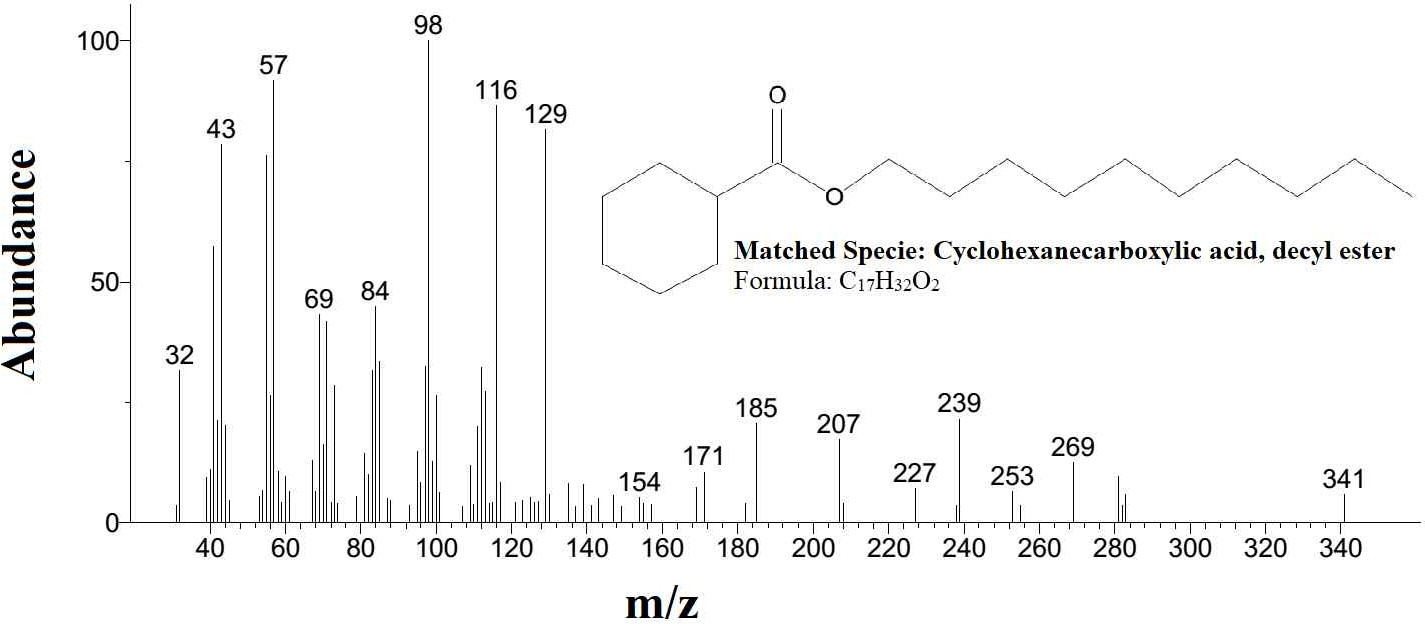 98
100
57
116
43
129
O
O
Abundance
Matched Specie: Cyclohexanecarboxylic acid, decyl ester
Formula: C₁₇H₃₂O₂
50
69
84
32
185
239
207
171
269
227
253
154
341
0
40 60 80 100 120 140 160 180 200 220 240 260 280 300 320 340
m/z